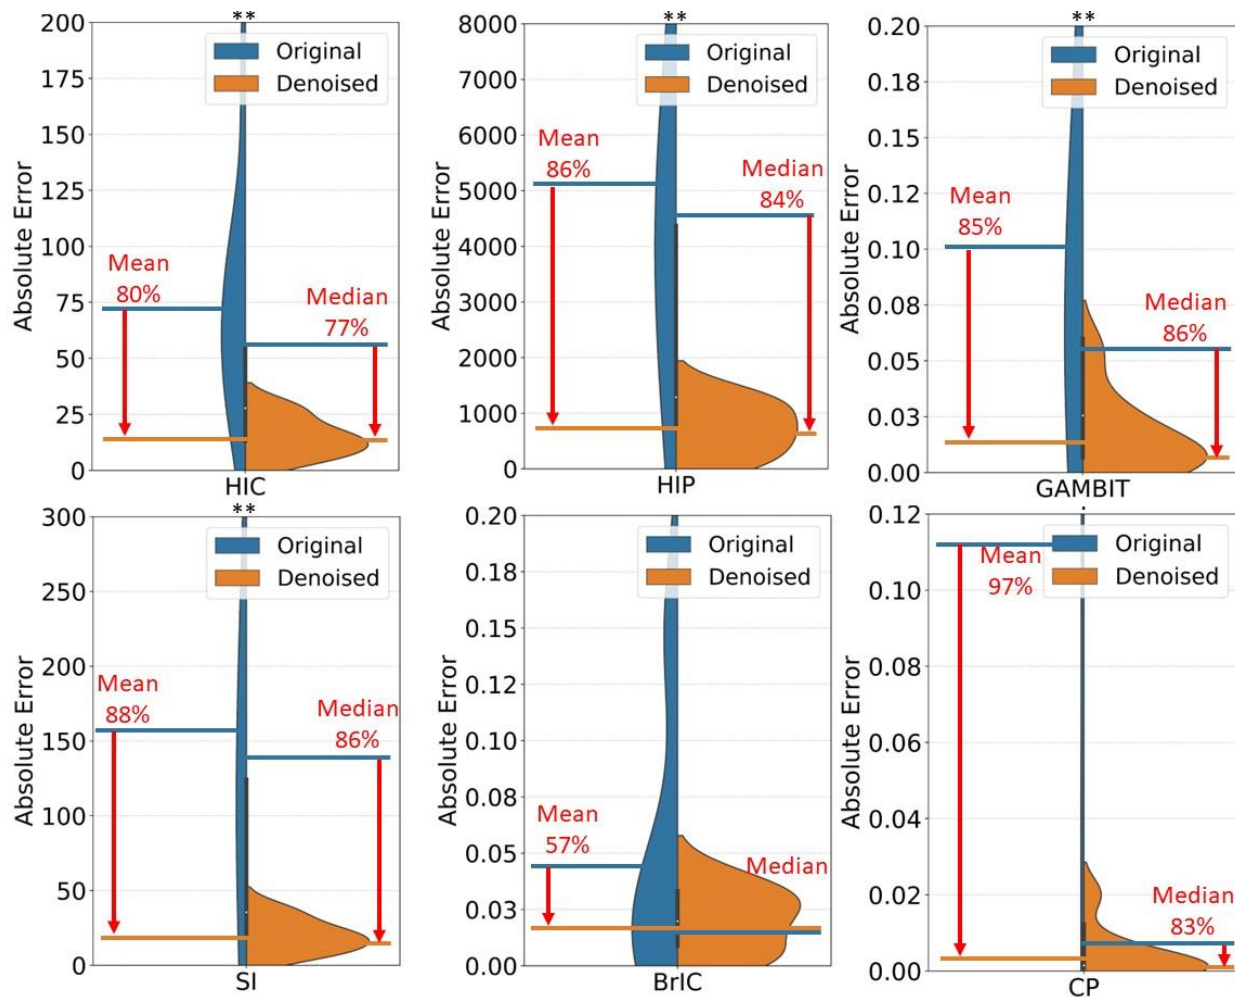 **
200
175
150
125
100
75
50
25
0
Absolute Error
Original
Denoised
Mean
80%
Median
77%
HIC
**
8000
7000
6000
5000
4000
3000
2000
1000
0
Absolute Error
Original
Denoised
Mean
86%
Median
84%
HIP
**
0.20
0.17
0.15
0.12
0.10
0.08
0.05
0.03
0.00
Absolute Error
Original
Denoised
Mean
85%
Median
86%
GAMBIT
**
300
250
200
150
100
50
0
Absolute Error
Original
Denoised
Mean
88%
Median
86%
SI
0.20
0.18
0.15
0.12
0.10
0.08
0.05
0.03
0.00
Absolute Error
Original
Denoised
Mean
57%
Median
BrIC
.
0.12
0.10
0.08
0.06
0.04
0.02
0.00
Absolute Error
Original
Denoised
Mean
97%
Median
83%
CP